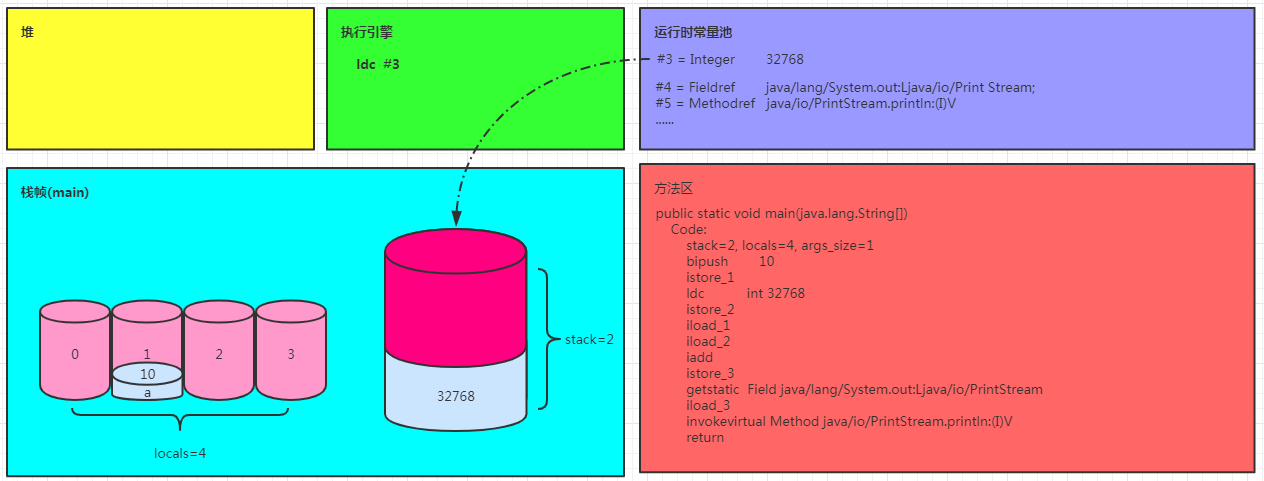 堆
执行引擎
ldc #3
运行时常量池
#3 = Integer 32768
#4 = Fieldref java/lang/System.out:Ljava/io/Print Stream;
#5 = Methodref java/io/PrintStream.println:(I)V
......
栈帧(main)
0
1
2
3
10
a
locals=4
32768
stack=2
方法区
public static void main(java.lang.String[])
Code:
stack=2, locals=4, args_size=1
bipush 10
istore_1
ldc int 32768
istore_2
iload_1
iload_2
iadd
istore_3
getstatic Field java/lang/System.out:Ljava/io/PrintStream
iload_3
invokevirtual Method java/io/PrintStream.println:(I)V
return